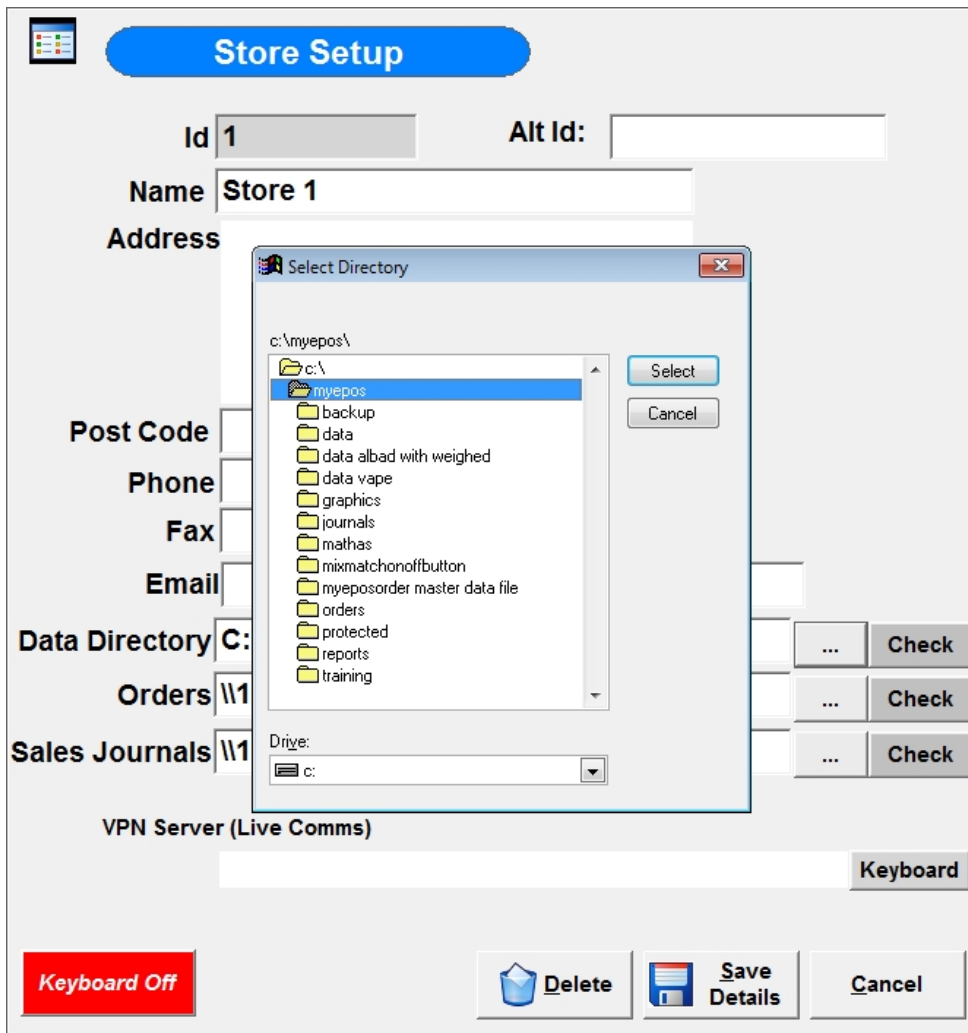 Store Setup
Id 1 Alt Id:
Name Store 1
Address
Select Directory
c:\myepos\
c:\
myepos
backup
data
data albad with weighed
data vape
graphics
journals
mathas
mixmatchonoffbutton
myeposorder master data file
orders
protected
reports
training
Select
Cancel
Drive:
c:
Post Code
Phone
Fax
Email
Data Directory C: ... Check
Orders \\1 ... Check
Sales Journals \\1 ... Check
VPN Server (Live Comms)
Keyboard
Keyboard Off Delete Save Details Cancel